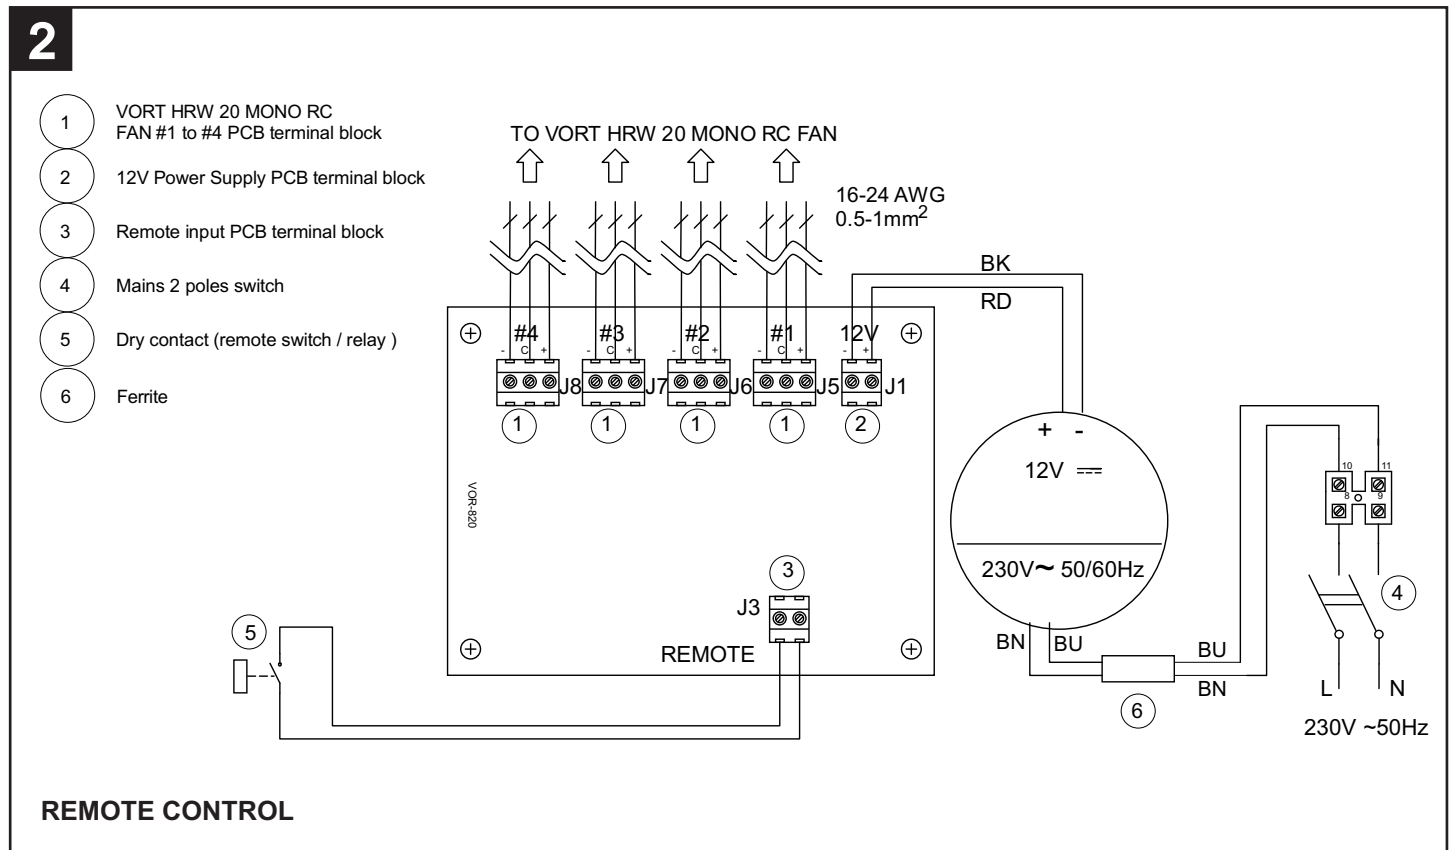 2
1
VORT HRW 20 MONO RC
FAN #1 to #4 PCB terminal block
2
12V Power Supply PCB terminal block
3
Remote input PCB terminal block
4
Mains 2 poles switch
5
Dry contact (remote switch / relay )
6
Ferrite
TO VORT HRW 20 MONO RC FAN
16-24 AWG
0.5-1mm²
BK
RD
#4 #3 #2 #1 12V
- C + - C + - C + - C + - +
J8 J7 J6 J5 J1
1 1 1 1 2
+ -
12V
10 11
8 9
VOR-820
230V~ 50/60Hz
3
4
J3
5
REMOTE
BN BU
BU
BN
6
L N
230V ~50Hz
REMOTE CONTROL